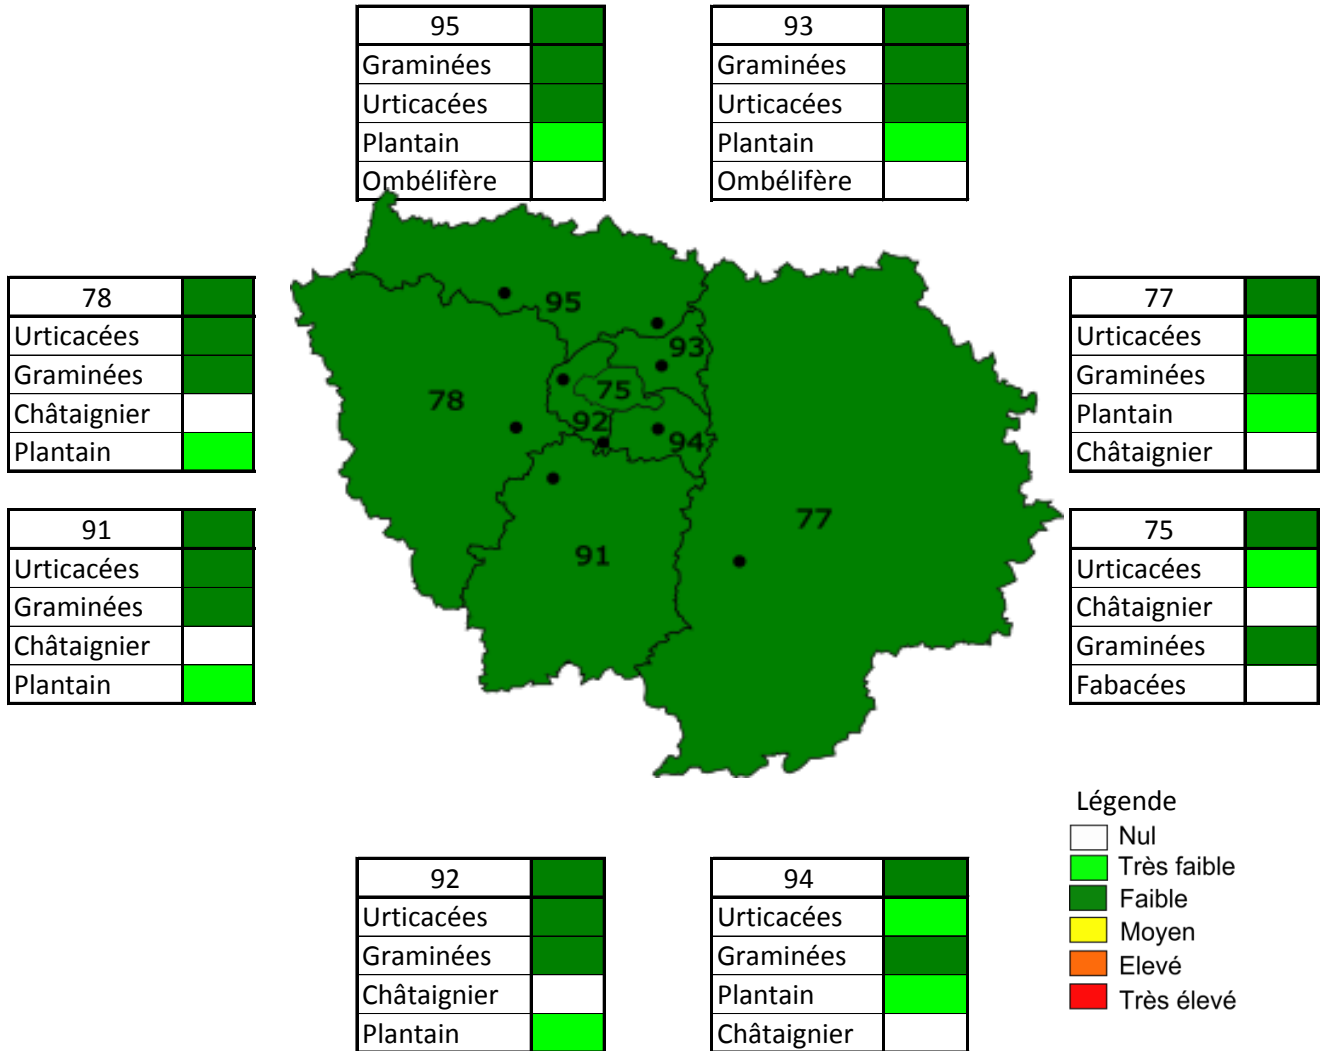 95
Graminées
Urticacées
Plantain
Ombélifère
93
Graminées
Urticacées
Plantain
Ombélifère
78
Urticacées
Graminées
Châtaignier
Plantain
91
Urticacées
Graminées
Châtaignier
Plantain
95
93
75
78
92
94
77
91
77
Urticacées
Graminées
Plantain
Châtaignier
75
Urticacées
Châtaignier
Graminées
Fabacées
92
Urticacées
Graminées
Châtaignier
Plantain
94
Urticacées
Graminées
Plantain
Châtaignier
Légende
Nul
Très faible
Faible
Moyen
Elevé
Très élevé